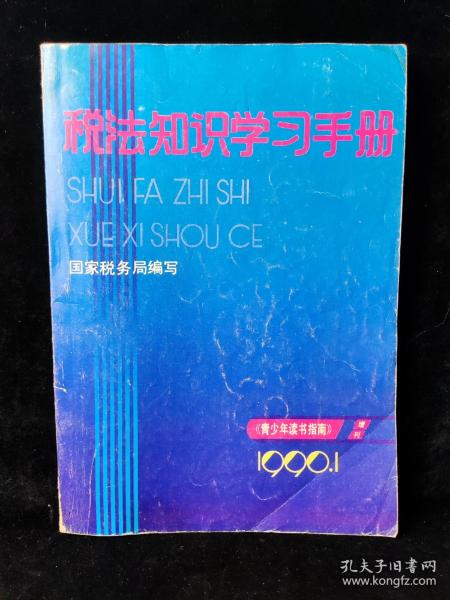 税法知识学习手册
SHUI FA ZHI SHI
XUE XI SHOU CE
国家税务局编写
《青少年读书指南》
增刊
1990.1
孔夫子旧书网
www.kongfz.com